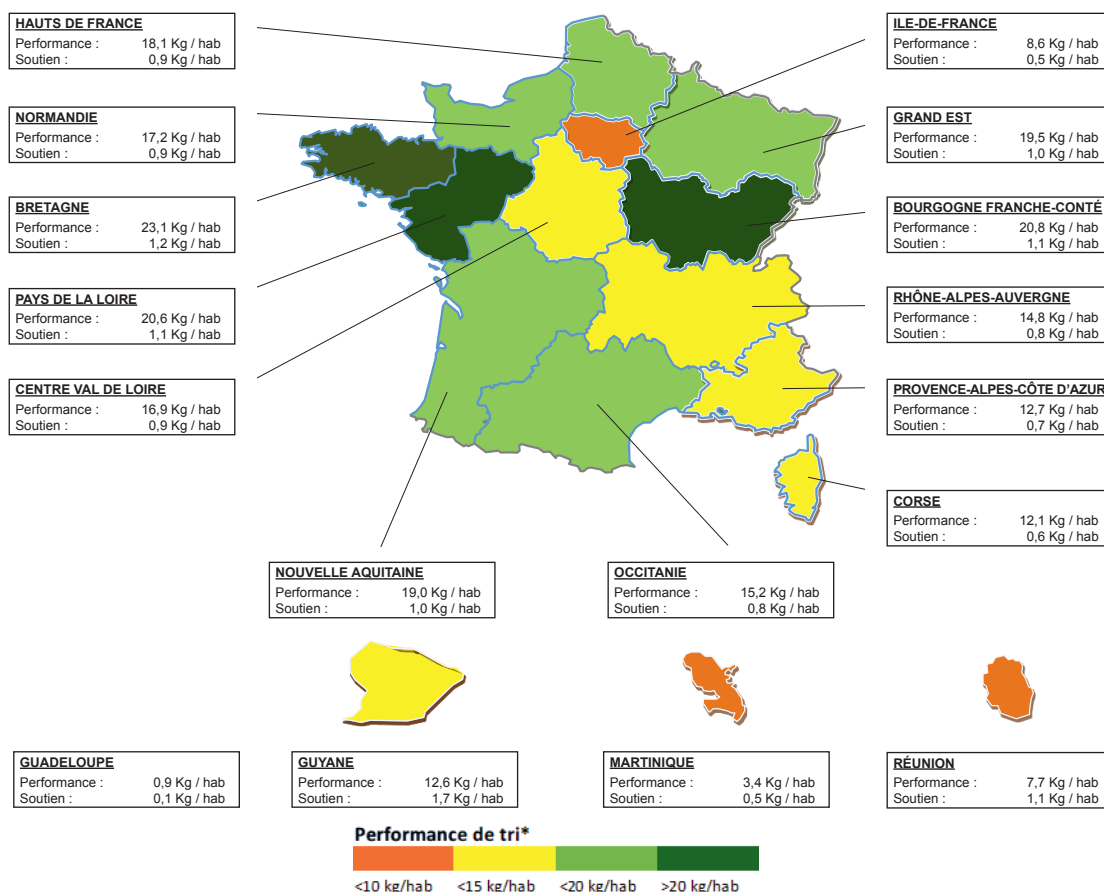 HAUTS DE FRANCE
Performance : 18,1 Kg / hab
Soutien : 0,9 Kg / hab
NORMANDIE
Performance : 17,2 Kg / hab
Soutien : 0,9 Kg / hab
BRETAGNE
Performance : 23,1 Kg / hab
Soutien : 1,2 Kg / hab
PAYS DE LA LOIRE
Performance : 20,6 Kg / hab
Soutien : 1,1 Kg / hab
CENTRE VAL DE LOIRE
Performance : 16,9 Kg / hab
Soutien : 0,9 Kg / hab
ILE-DE-FRANCE
Performance : 8,6 Kg / hab
Soutien : 0,5 Kg / hab
GRAND EST
Performance : 19,5 Kg / hab
Soutien : 1,0 Kg / hab
BOURGOGNE FRANCHE-CONTÉ
Performance : 20,8 Kg / hab
Soutien : 1,1 Kg / hab
RHÔNE-ALPES-AUVERGNE
Performance : 14,8 Kg / hab
Soutien : 0,8 Kg / hab
PROVENCE-ALPES-CÔTE D'AZUR
Performance : 12,7 Kg / hab
Soutien : 0,7 Kg / hab
CORSE
Performance : 12,1 Kg / hab
Soutien : 0,6 Kg / hab
NOUVELLE AQUITAINE
Performance : 19,0 Kg / hab
Soutien : 1,0 Kg / hab
OCCITANIE
Performance : 15,2 Kg / hab
Soutien : 0,8 Kg / hab
GUADELOUPE
Performance : 0,9 Kg / hab
Soutien : 0,1 Kg / hab
GUYANE
Performance : 12,6 Kg / hab
Soutien : 1,7 Kg / hab
MARTINIQUE
Performance : 3,4 Kg / hab
Soutien : 0,5 Kg / hab
RÉUNION
Performance : 7,7 Kg / hab
Soutien : 1,1 Kg / hab
Performance de tri*
<10 kg/hab <15 kg/hab <20 kg/hab >20 kg/hab